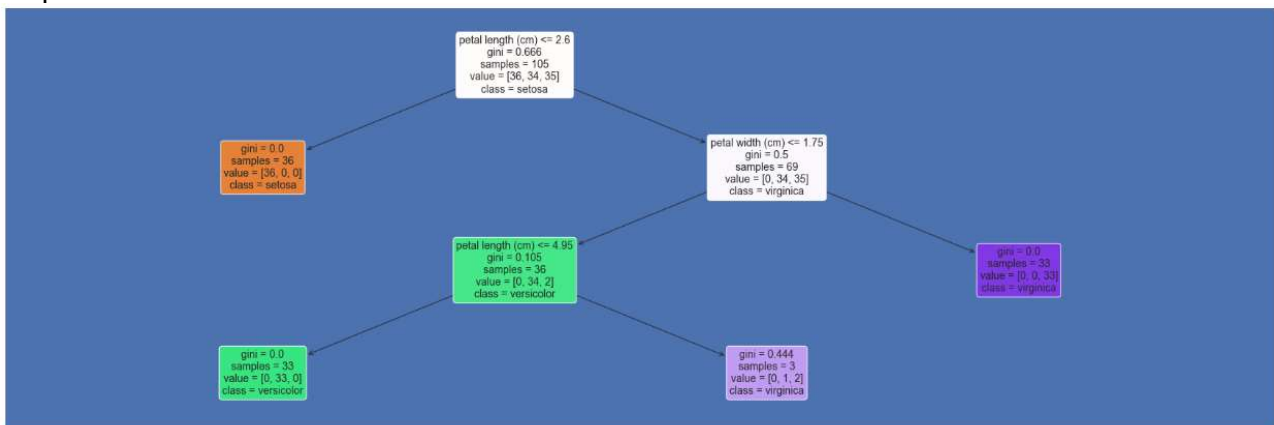 petal length (cm) <= 2.6
gini = 0.666
samples = 105
value = [36, 34, 35]
class = setosa
gini = 0.0
samples = 36
value = [36, 0, 0]
class = setosa
petal width (cm) <= 1.75
gini = 0.5
samples = 69
value = [0, 34, 35]
class = virginica
petal length (cm) <= 4.95
gini = 0.105
samples = 36
value = [0, 34, 2]
class = versicolor
gini = 0.0
samples = 33
value = [0, 0, 33]
class = virginica
gini = 0.0
samples = 33
value = [0, 33, 0]
class = versicolor
gini = 0.444
samples = 3
value = [0, 1, 2]
class = virginica